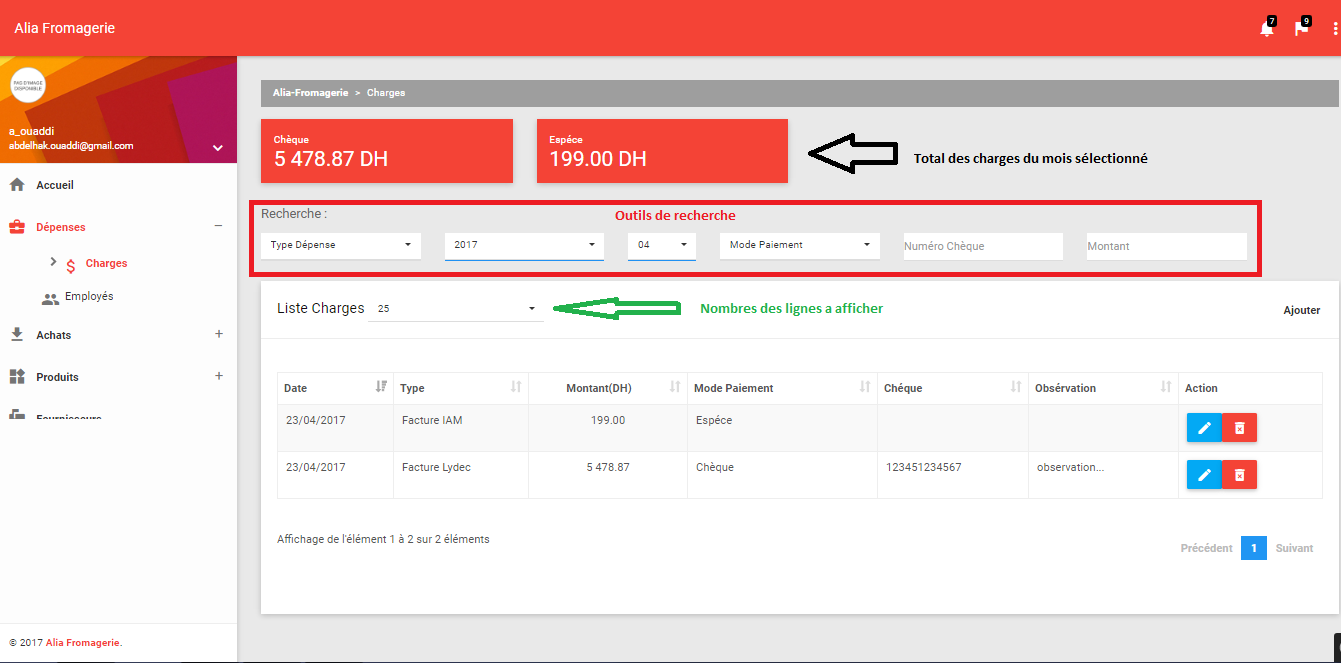 Alia Fromagerie
7
9
PAS D'IMAGE
DISPONIBLE
a_ouaddi
abdelhak.ouaddi@gmail.com
Accueil
Dépenses −
Charges
Employés
Achats +
Produits +
Fournisseurs
© 2017 Alia Fromagerie.
Alia-Fromagerie > Charges
Chèque
5 478.87 DH
Espéce
199.00 DH
Total des charges du mois sélectionné
Recherche :
Outils de recherche
Type Dépense 2017 04 Mode Paiement Numéro Chèque Montant
Liste Charges 25
Nombres des lignes a afficher
Ajouter
Date Type Montant(DH) Mode Paiement Chéque Obsérvation Action
23/04/2017 Facture IAM 199.00 Espéce
23/04/2017 Facture Lydec 5 478.87 Chèque 123451234567 observation...
Affichage de l'élément 1 à 2 sur 2 éléments
Précédent 1 Suivant